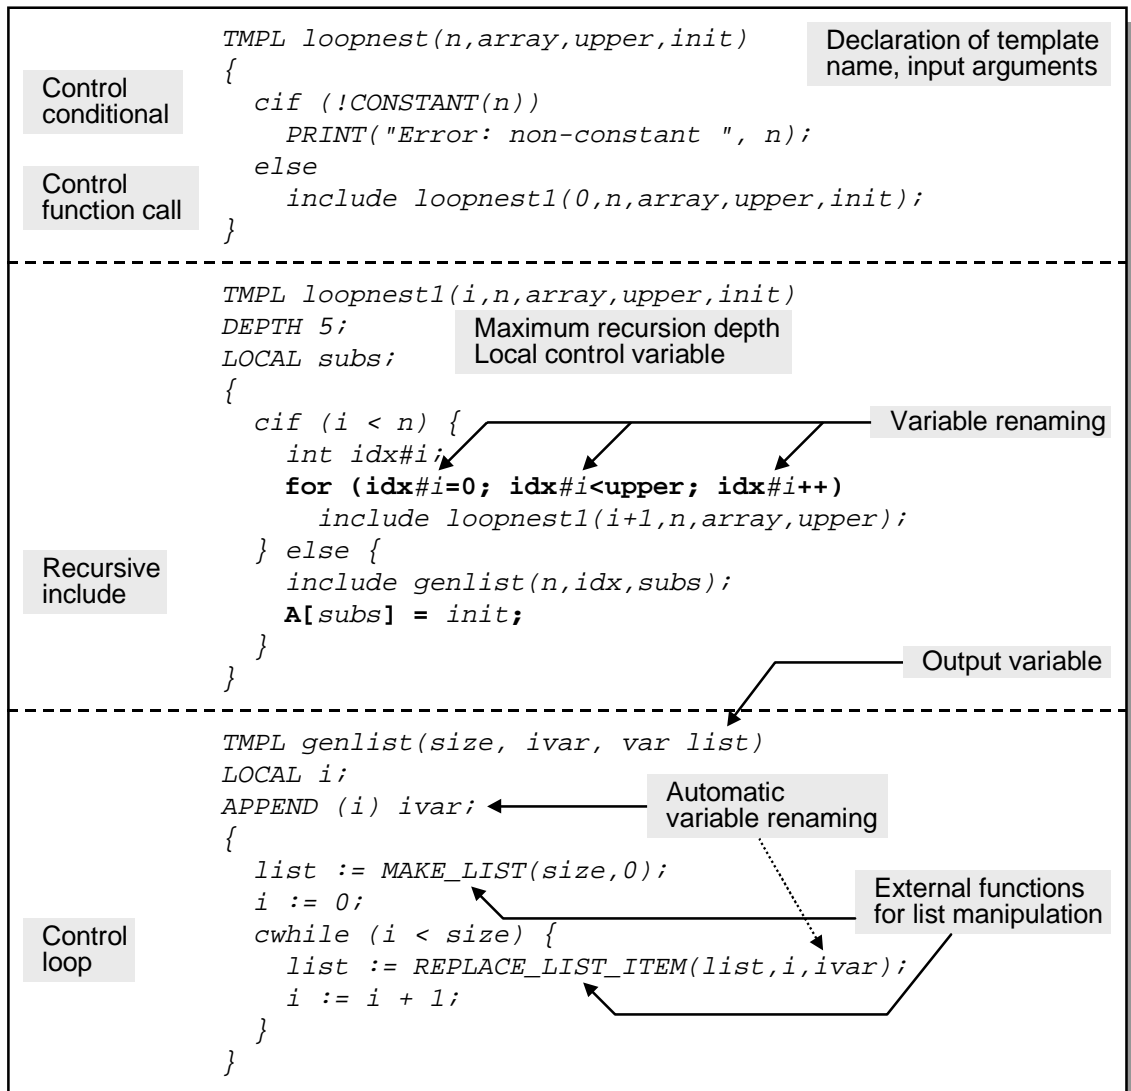 TMPL loopnest(n,array,upper,init)
Declaration of template
name, input arguments
{
Control
conditional
cif (!CONSTANT(n))
PRINT("Error: non-constant ", n);
else
Control
function call
include loopnest1(0,n,array,upper,init);
}
TMPL loopnest1(i,n,array,upper,init)
DEPTH 5;
Maximum recursion depth
Local control variable
LOCAL subs;
{
cif (i < n) {
Variable renaming
int idx#i;
for (idx#i=0; idx#i<upper; idx#i++)
include loopnest1(i+1,n,array,upper);
} else {
Recursive
include
include genlist(n,idx,subs);
A[subs] = init;
}
Output variable
}
TMPL genlist(size, ivar, var list)
LOCAL i;
APPEND (i) ivar;
Automatic
variable renaming
{
list := MAKE_LIST(size,0);
External functions
for list manipulation
i := 0;
Control
loop
cwhile (i < size) {
list := REPLACE_LIST_ITEM(list,i,ivar);
i := i + 1;
}
}